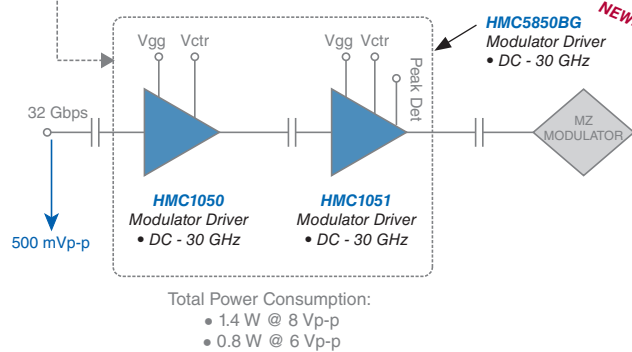 HMC5850BG
NEW!
Modulator Driver
• DC - 30 GHz
Vgg Vctr
Vgg Vctr
Peak Det
32 Gbps
MZ
MODULATOR
HMC1050
Modulator Driver
• DC - 30 GHz
HMC1051
Modulator Driver
• DC - 30 GHz
500 mVp-p
Total Power Consumption:
• 1.4 W @ 8 Vp-p
• 0.8 W @ 6 Vp-p